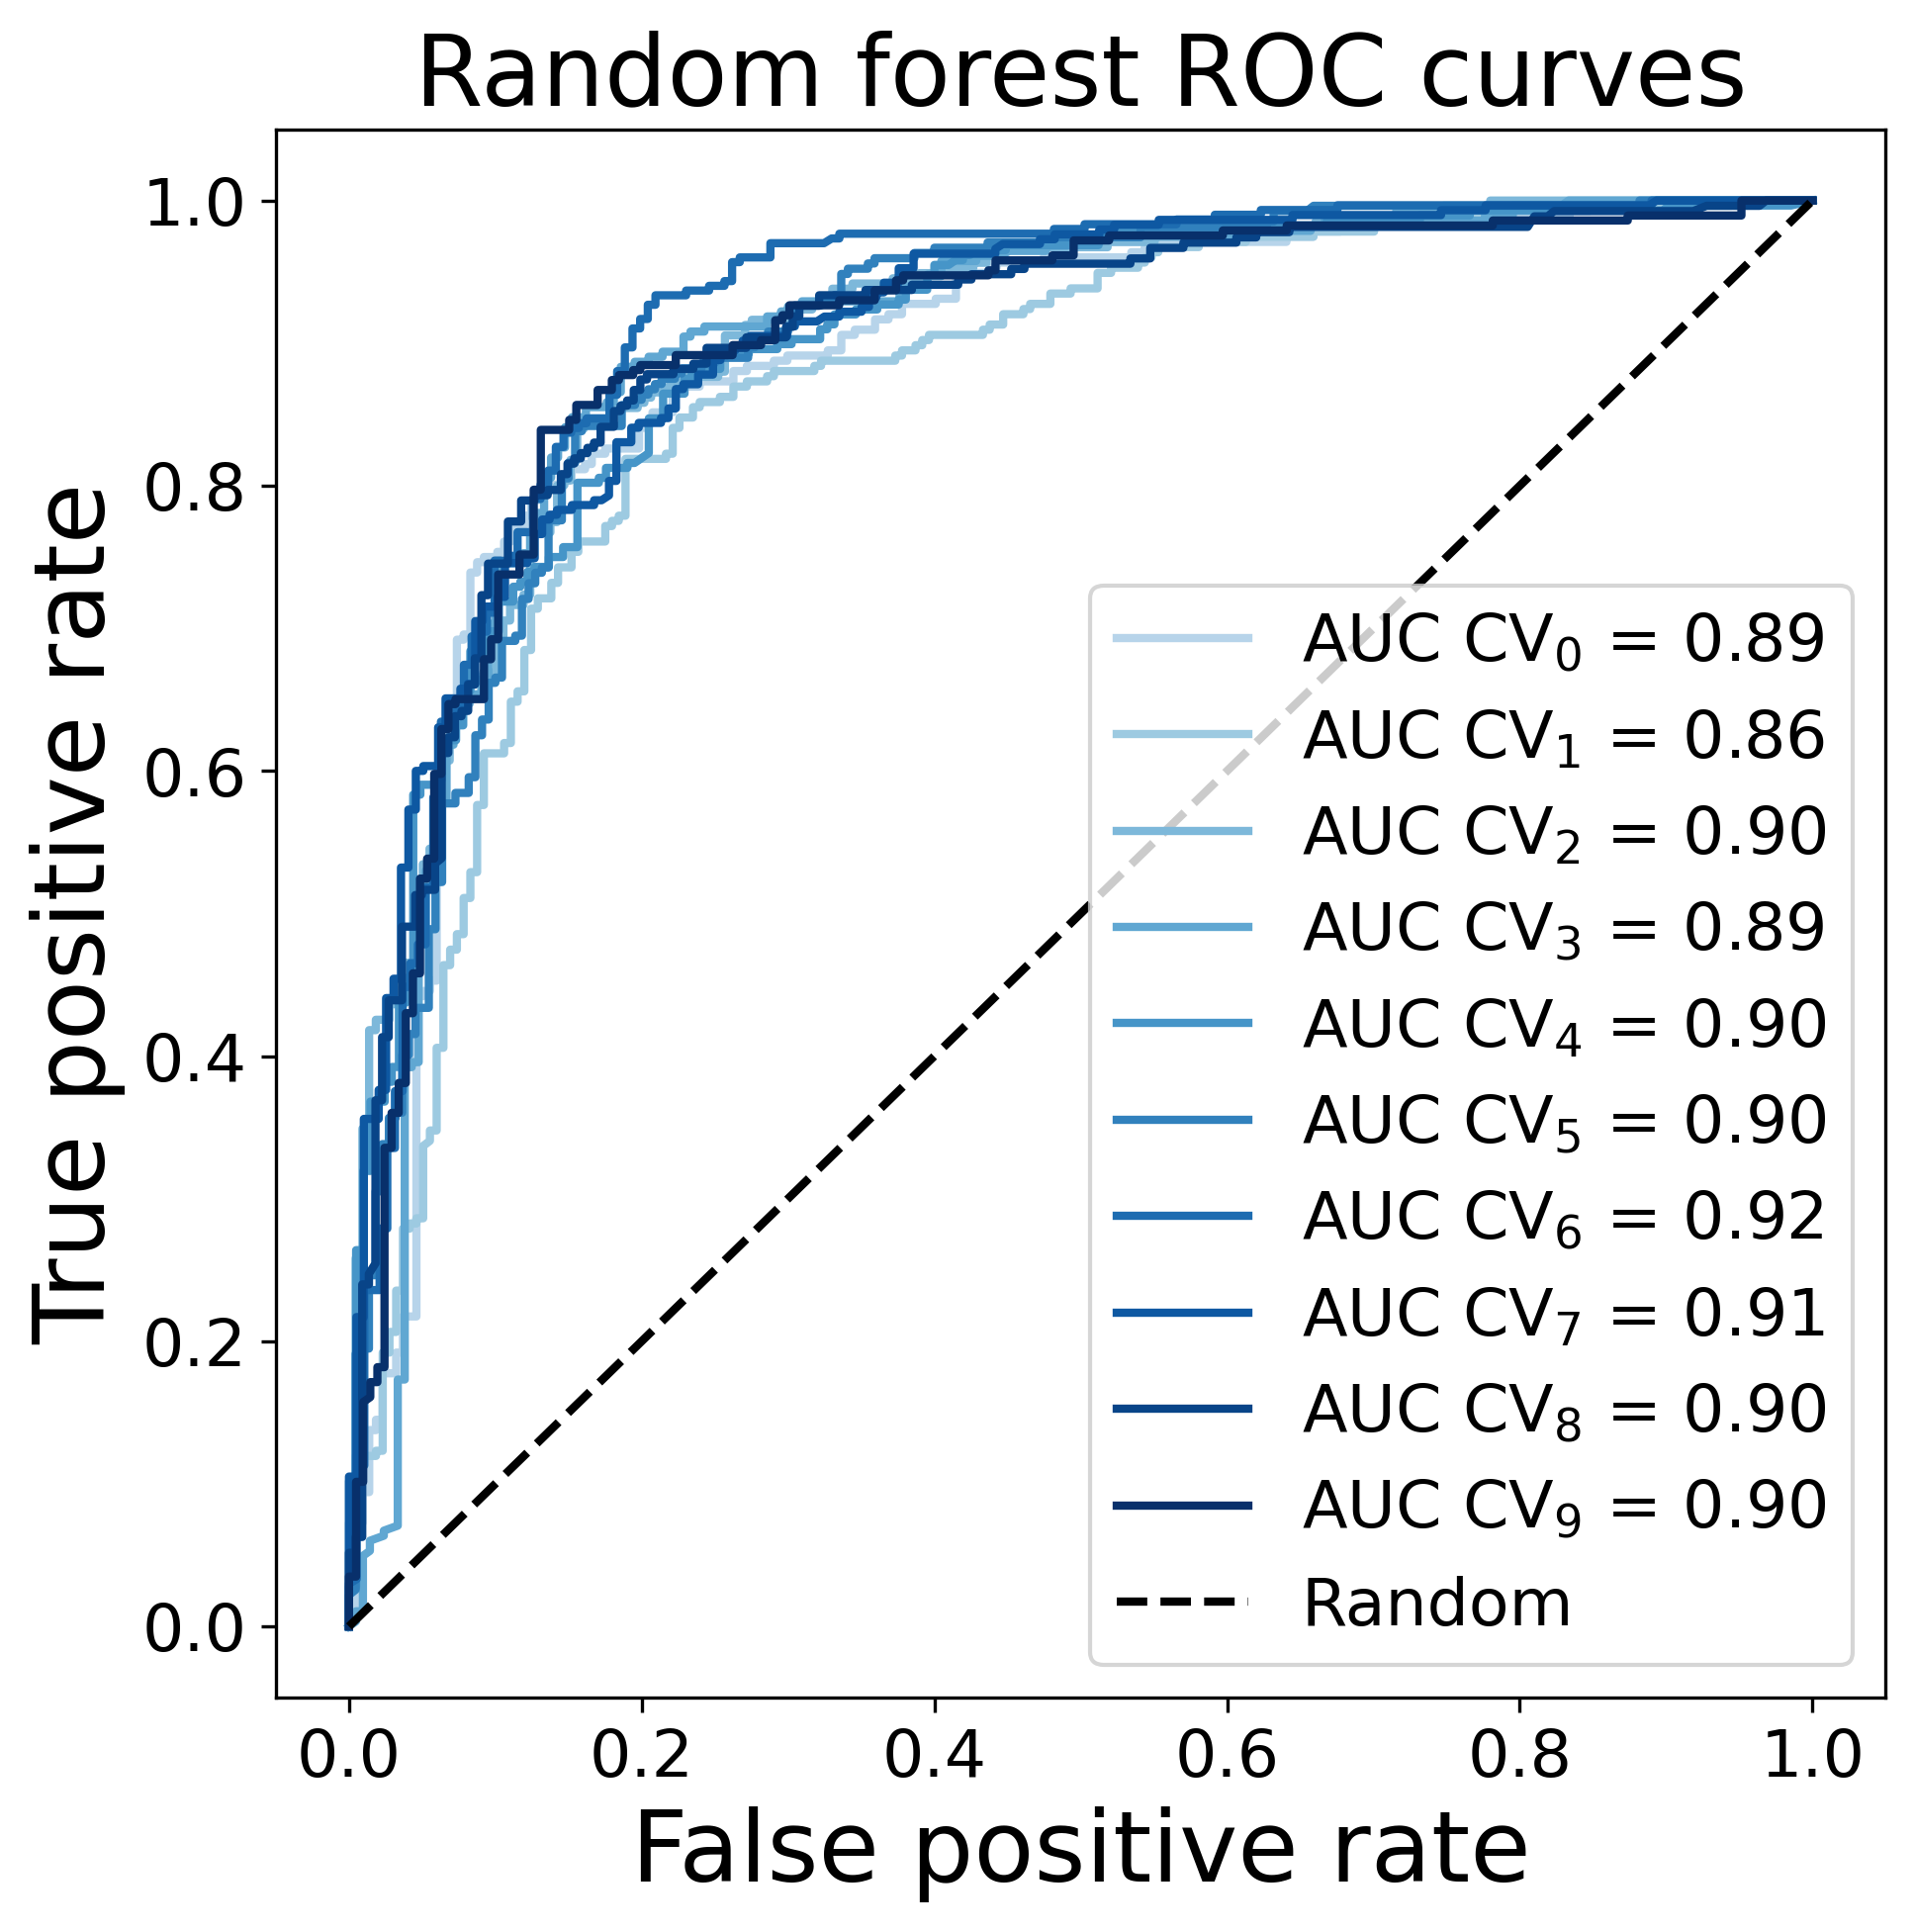 Random forest ROC curves
True positive rate
1.0
0.8
0.6
0.4
0.2
0.0
AUC CV₀ = 0.89
AUC CV₁ = 0.86
AUC CV₂ = 0.90
AUC CV₃ = 0.89
AUC CV₄ = 0.90
AUC CV₅ = 0.90
AUC CV₆ = 0.92
AUC CV₇ = 0.91
AUC CV₈ = 0.90
AUC CV₉ = 0.90
Random
0.0 0.2 0.4 0.6 0.8 1.0
False positive rate